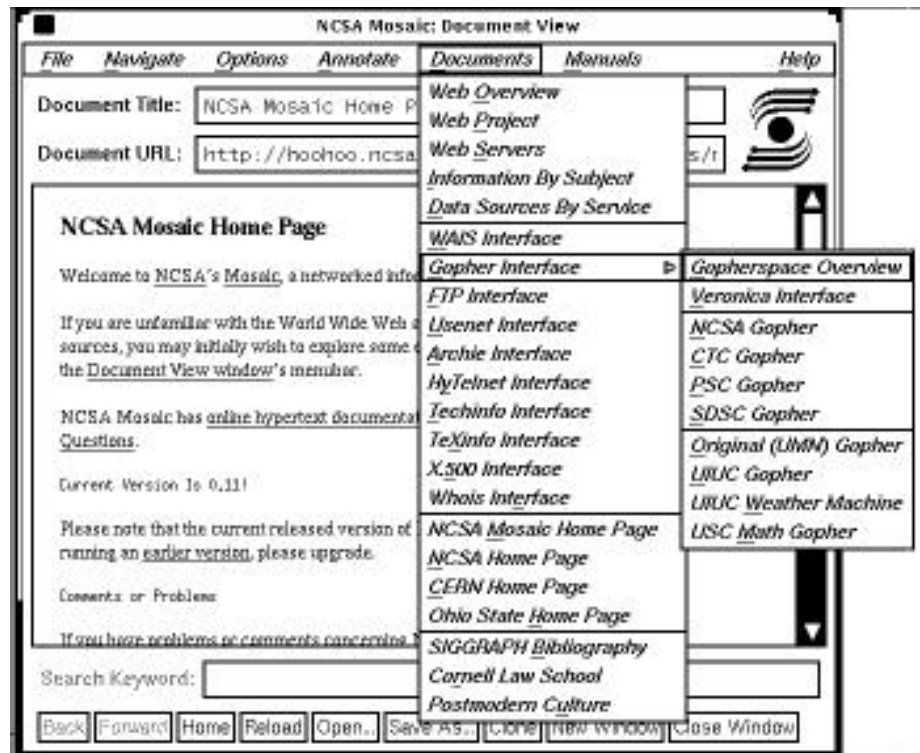 NCSA Mosaic: Document View
File Navigate Options Annotate Documents Manuals Help
Document Title: NCSA Mosaic Home P
Document URL: http://hoohoo.ncsa s/
Web Overview
Web Project
Web Servers
Information By Subject
Data Sources By Service
WAIS Interface
Gopher Interface
FTP Interface
Usenet Interface
Archie Interface
HyTelnet Interface
Techinfo Interface
TeXinfo Interface
X.500 Interface
Whois Interface
NCSA Mosaic Home Page
NCSA Home Page
CERN Home Page
Ohio State Home Page
SIGGRAPH Bibliography
Cornell Law School
Postmodern Culture
Gopherspace Overview
Veronica Interface
NCSA Gopher
CTC Gopher
PSC Gopher
SDSC Gopher
Original (UMN) Gopher
UIUC Gopher
UIUC Weather Machine
USC Math Gopher
NCSA Mosaic Home Page
Welcome to NCSA's Mosaic, a networked info
If you are unfamiliar with the World Wide Web
sources, you may initially wish to explore some
the Document View window's menubar.
NCSA Mosaic has online hypertext documentat
Questions.
Current Version Is 0.11!
Please note that the current released version of
running an earlier version, please upgrade.
Comments or Problems
If you have problems or comments concerning
Search Keyword:
Back Forward Home Reload Open.. Save As.. Clone New Window Close Window